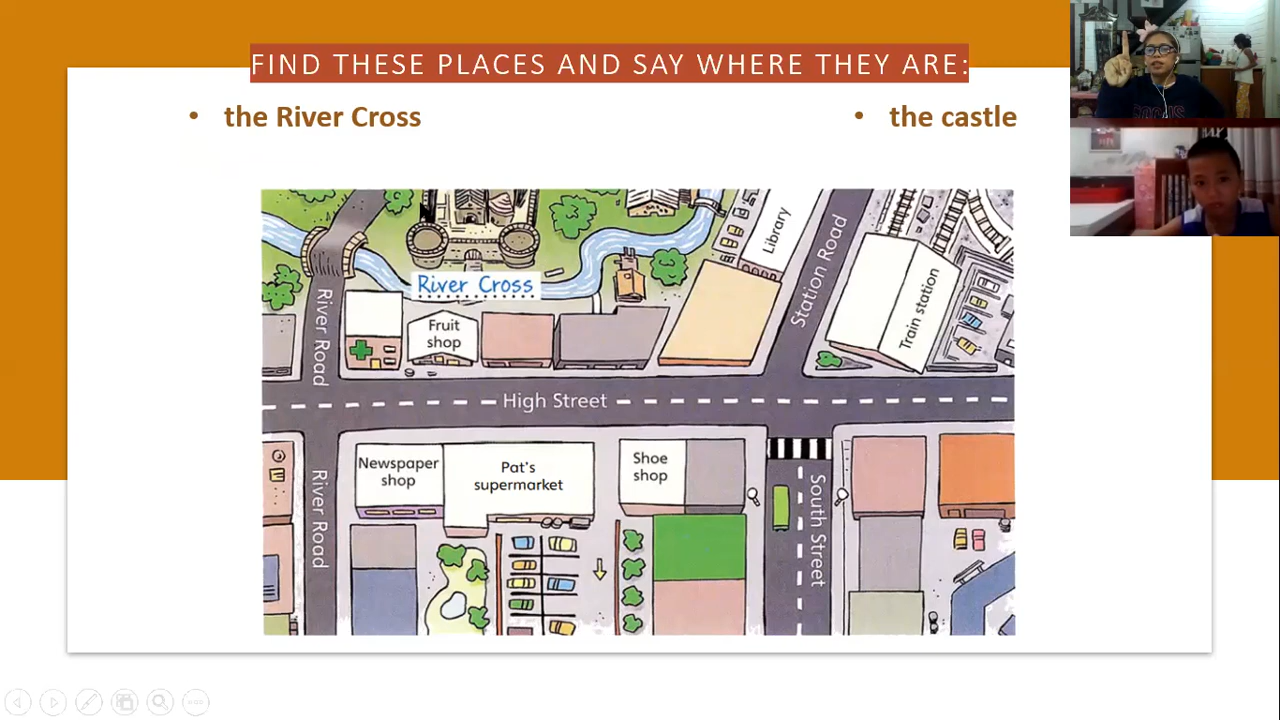 FIND THESE PLACES AND SAY WHERE THEY ARE:
• the River Cross
• the castle
Library
Station Road
River Cross
Train station
River Road
Fruit
shop
High Street
Newspaper
shop
Pat's
supermarket
Shoe
shop
River Road
South Street